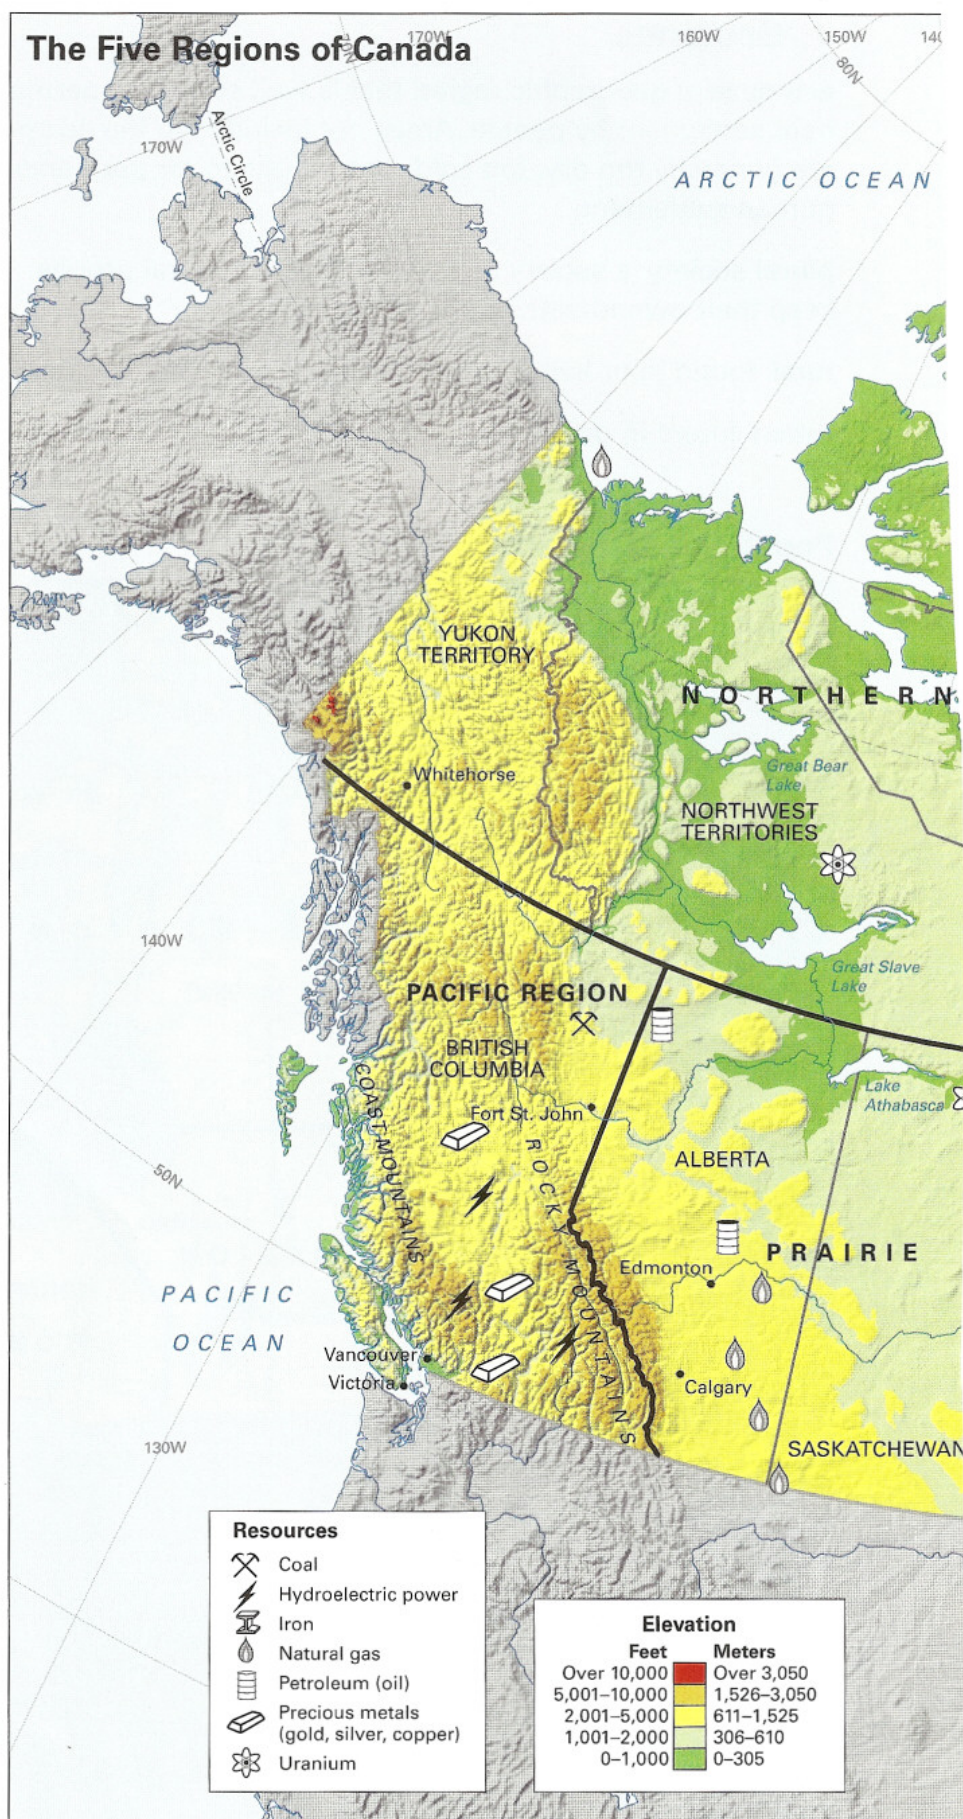 The Five Regions of Canada
170W
70N
160W
150W
140
80N
Arctic Circle
170W
ARCTIC OCEAN
YUKON
TERRITORY
NORTHERN
Whitehorse
Great Bear
Lake
NORTHWEST
TERRITORIES
140W
Great Slave
Lake
PACIFIC REGION
BRITISH
COLUMBIA
Lake
Athabasca
COAST MOUNTAINS
Fort St. John
ROCKY MOUNTAINS
ALBERTA
50N
PRAIRIE
Edmonton
PACIFIC
OCEAN
Vancouver
Victoria
Calgary
130W
SASKATCHEWAN
Resources
Coal
Hydroelectric power
Iron
Natural gas
Petroleum (oil)
Precious metals
(gold, silver, copper)
Uranium
Elevation
Feet Meters
Over 10,000 Over 3,050
5,001–10,000 1,526–3,050
2,001–5,000 611–1,525
1,001–2,000 306–610
0–1,000 0–305